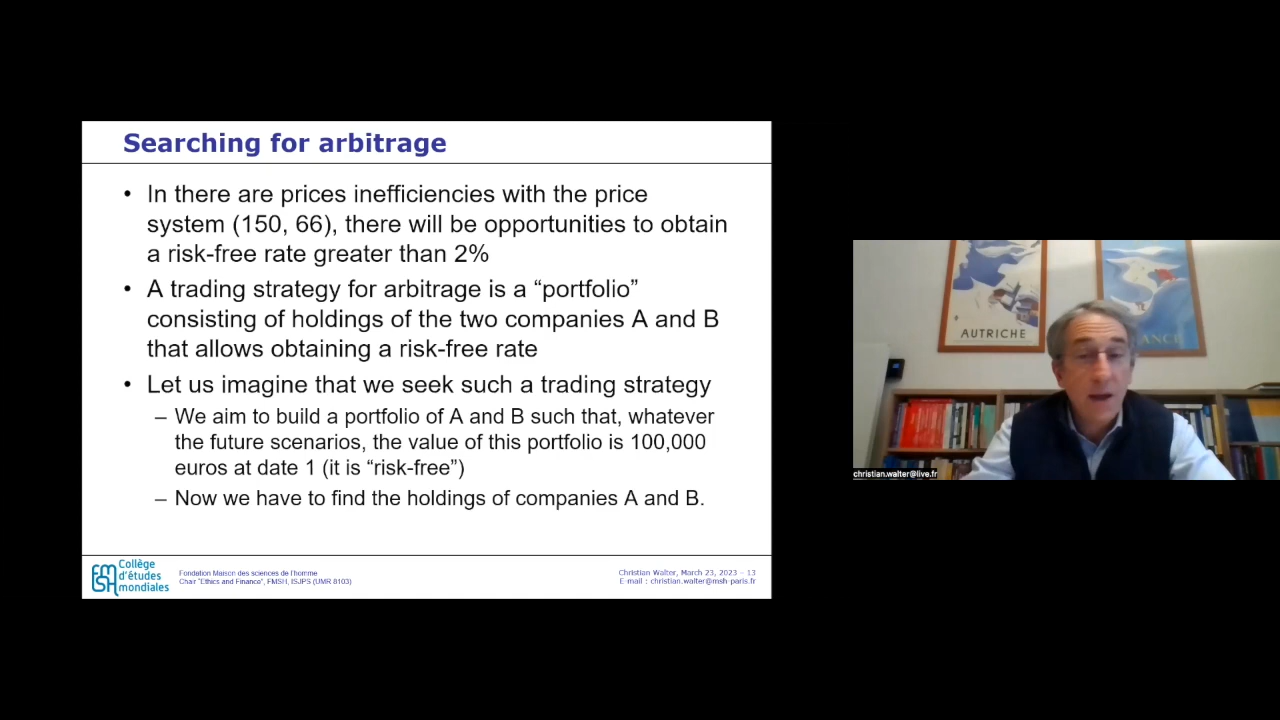 Searching for arbitrage
• In there are prices inefficiencies with the price
system (150, 66), there will be opportunities to obtain
a risk-free rate greater than 2%
• A trading strategy for arbitrage is a “portfolio”
consisting of holdings of the two companies A and B
that allows obtaining a risk-free rate
• Let us imagine that we seek such a trading strategy
– We aim to build a portfolio of A and B such that, whatever
the future scenarios, the value of this portfolio is 100,000
euros at date 1 (it is “risk-free”)
– Now we have to find the holdings of companies A and B.
FMSH
Collège
d'études
mondiales
Fondation Maison des sciences de l'homme
Chair "Ethics and Finance", FMSH, ISJPS (UMR 8103)
Christian Walter, March 23, 2023 – 13
E-mail : christian.walter@msh-paris.fr
AUTRICHE
ANCE
christian.walter@live.fr